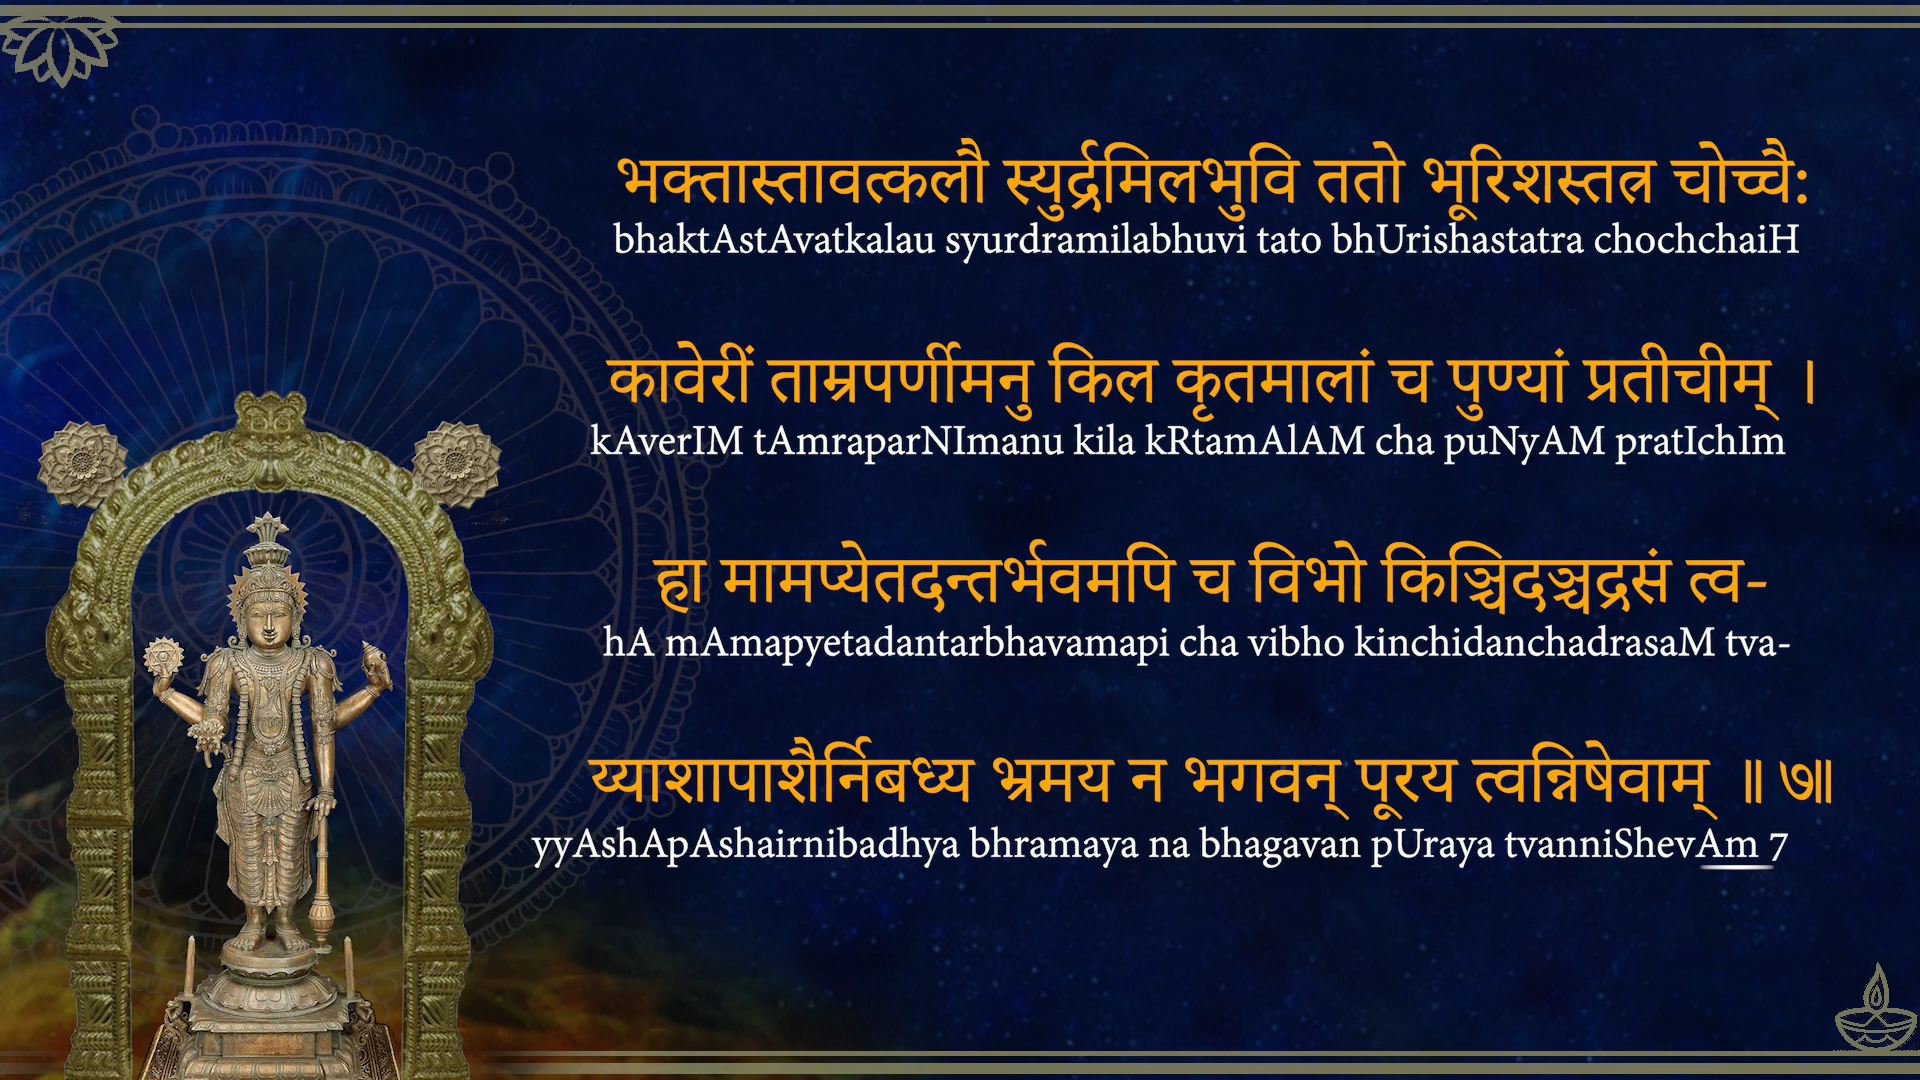 भक्तास्तावत्कलौ स्युर्द्रमिलभुवि ततो भूरिशस्तत्र चोच्चै:
bhaktAstAvatkalau syurdramilabhuvi tato bhUrishastatra chochchaiH
कावेरीं ताम्रपर्णीमनु किल कृतमालां च पुण्यां प्रतीचीम् ।
kAverIM tAmraparNImanu kila kRtamAlAM cha puNyAM pratIchIm
हा मामप्येतदन्तर्भवमपि च विभो किञ्चिदञ्चद्रसं त्व-
hA mAmapyetadantarbhavamapi cha vibho kinchidanchadrasaM tva-
य्याशापाशैर्निबध्य भ्रमय न भगवन् पूरय त्वन्निषेवाम् ॥ ७॥
yyAshApAshairnibadhya bhramaya na bhagavan pUraya tvanniShevAm 7